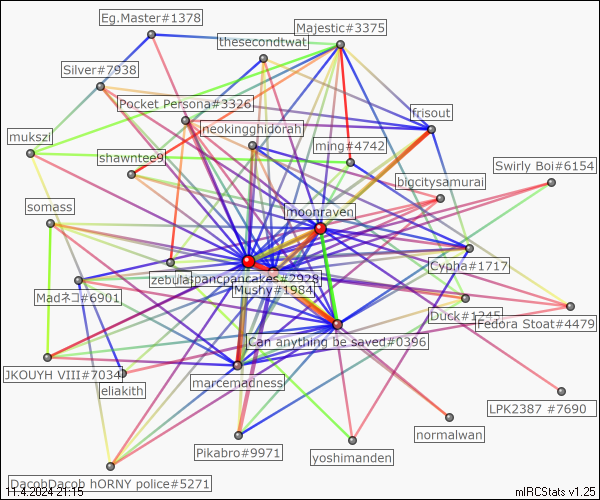 Eg.Master#1378
Majestic#3375
thesecondtwat
Silver#7938
Pocket Persona#3326
frisout
neokingghidorah
mukszi
ming#4742
shawntee9
Swirly Boi#6154
bigcitysamurai
somass
moonraven
Cypha#1717
zebulapancpancakes#2928
Mushy#1984
Madネコ#6901
Duck#1245
Fedora Stoat#4479
Can anything be saved#0396
JKOUYH VIII#7034
marcemadness
eliakith
LPK2387 #7690
normalwan
Pikabro#9971
yoshimanden
DacobDacob hORNY police#5271
11.4.2024 21:15
mIRCStats v1.25